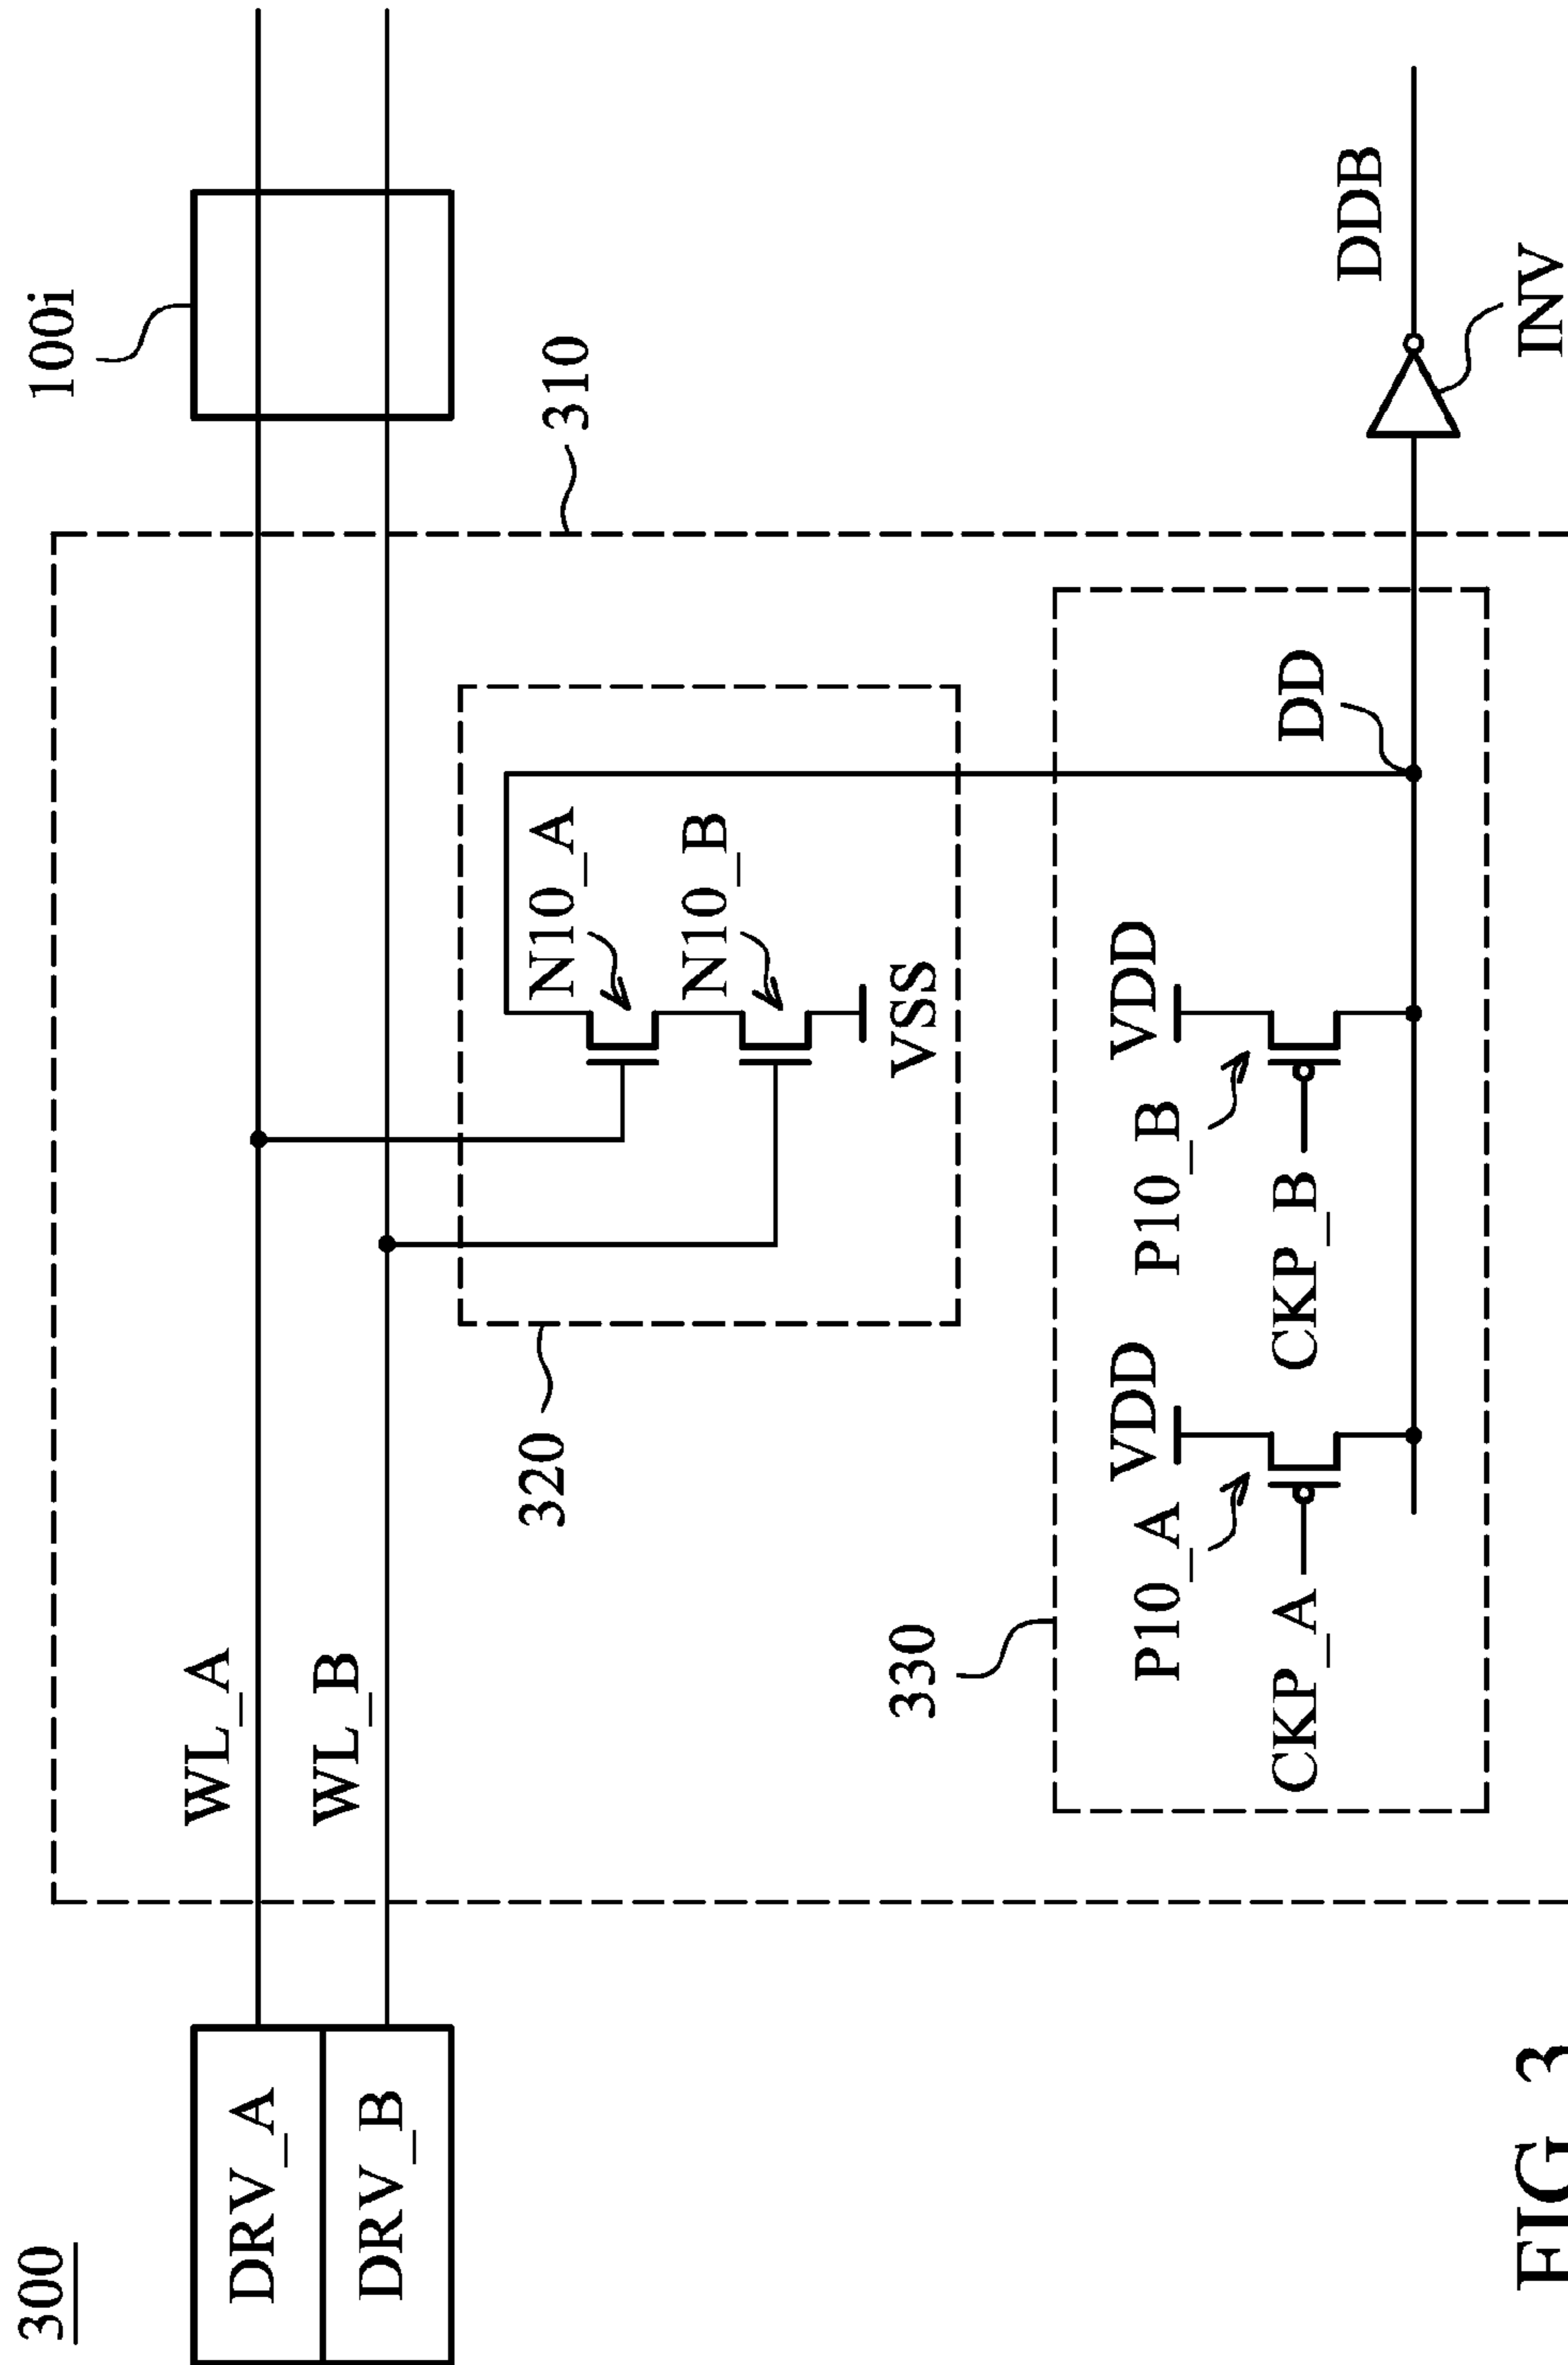 300
DRV_A
DRV_B
WL_A
WL_B
100i
310
320
N10_A
N10_B
VSS
330
VDD
P10_A
CKP_A
VDD
P10_B
CKP_B
DD
DDB
INV
FIG. 3